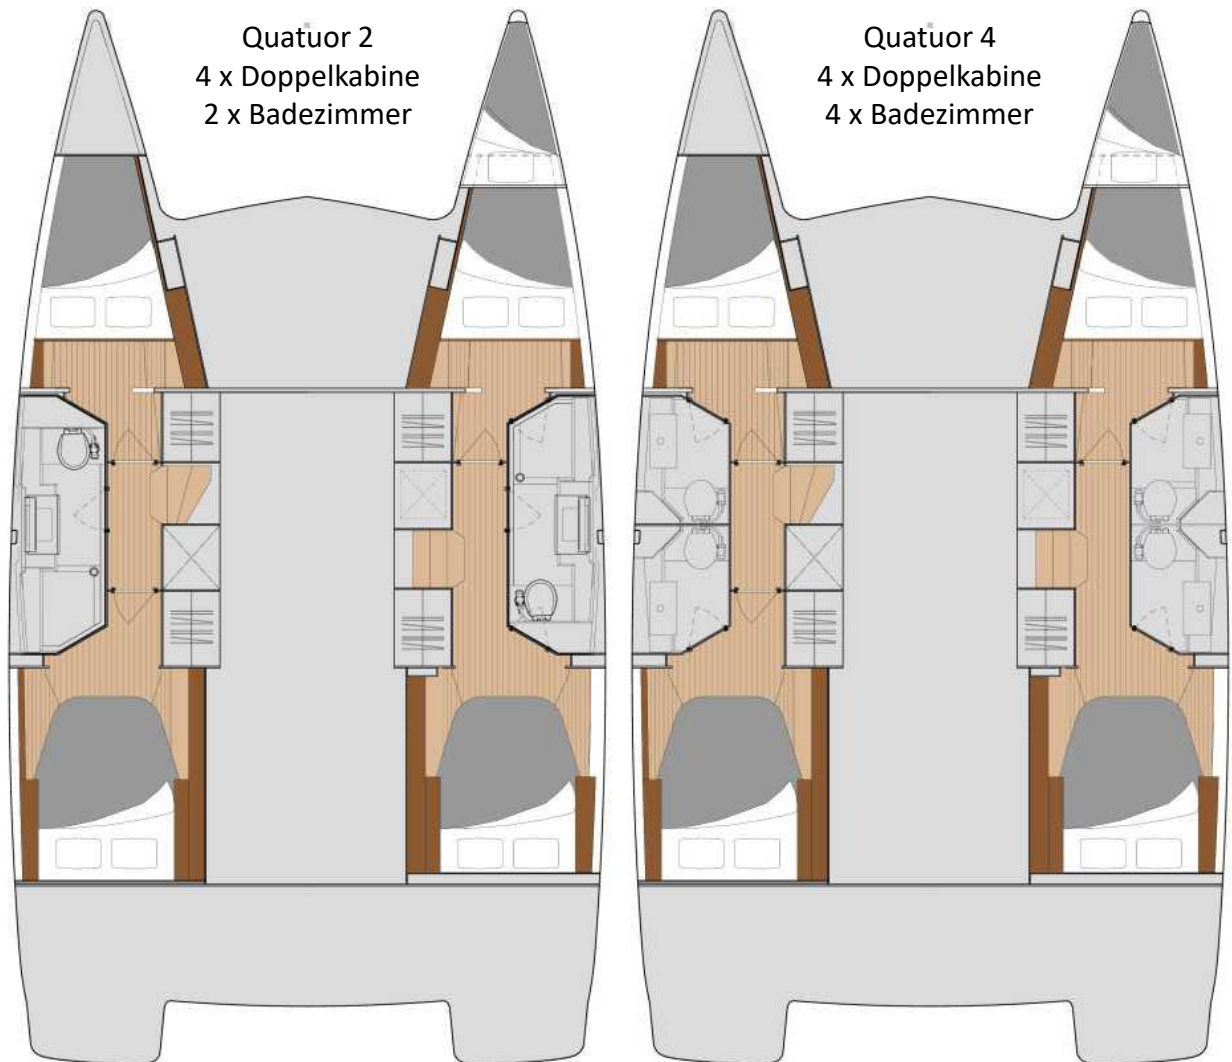 Quatuor 2
4 x Doppelkabine
2 x Badezimmer
Quatuor 4
4 x Doppelkabine
4 x Badezimmer